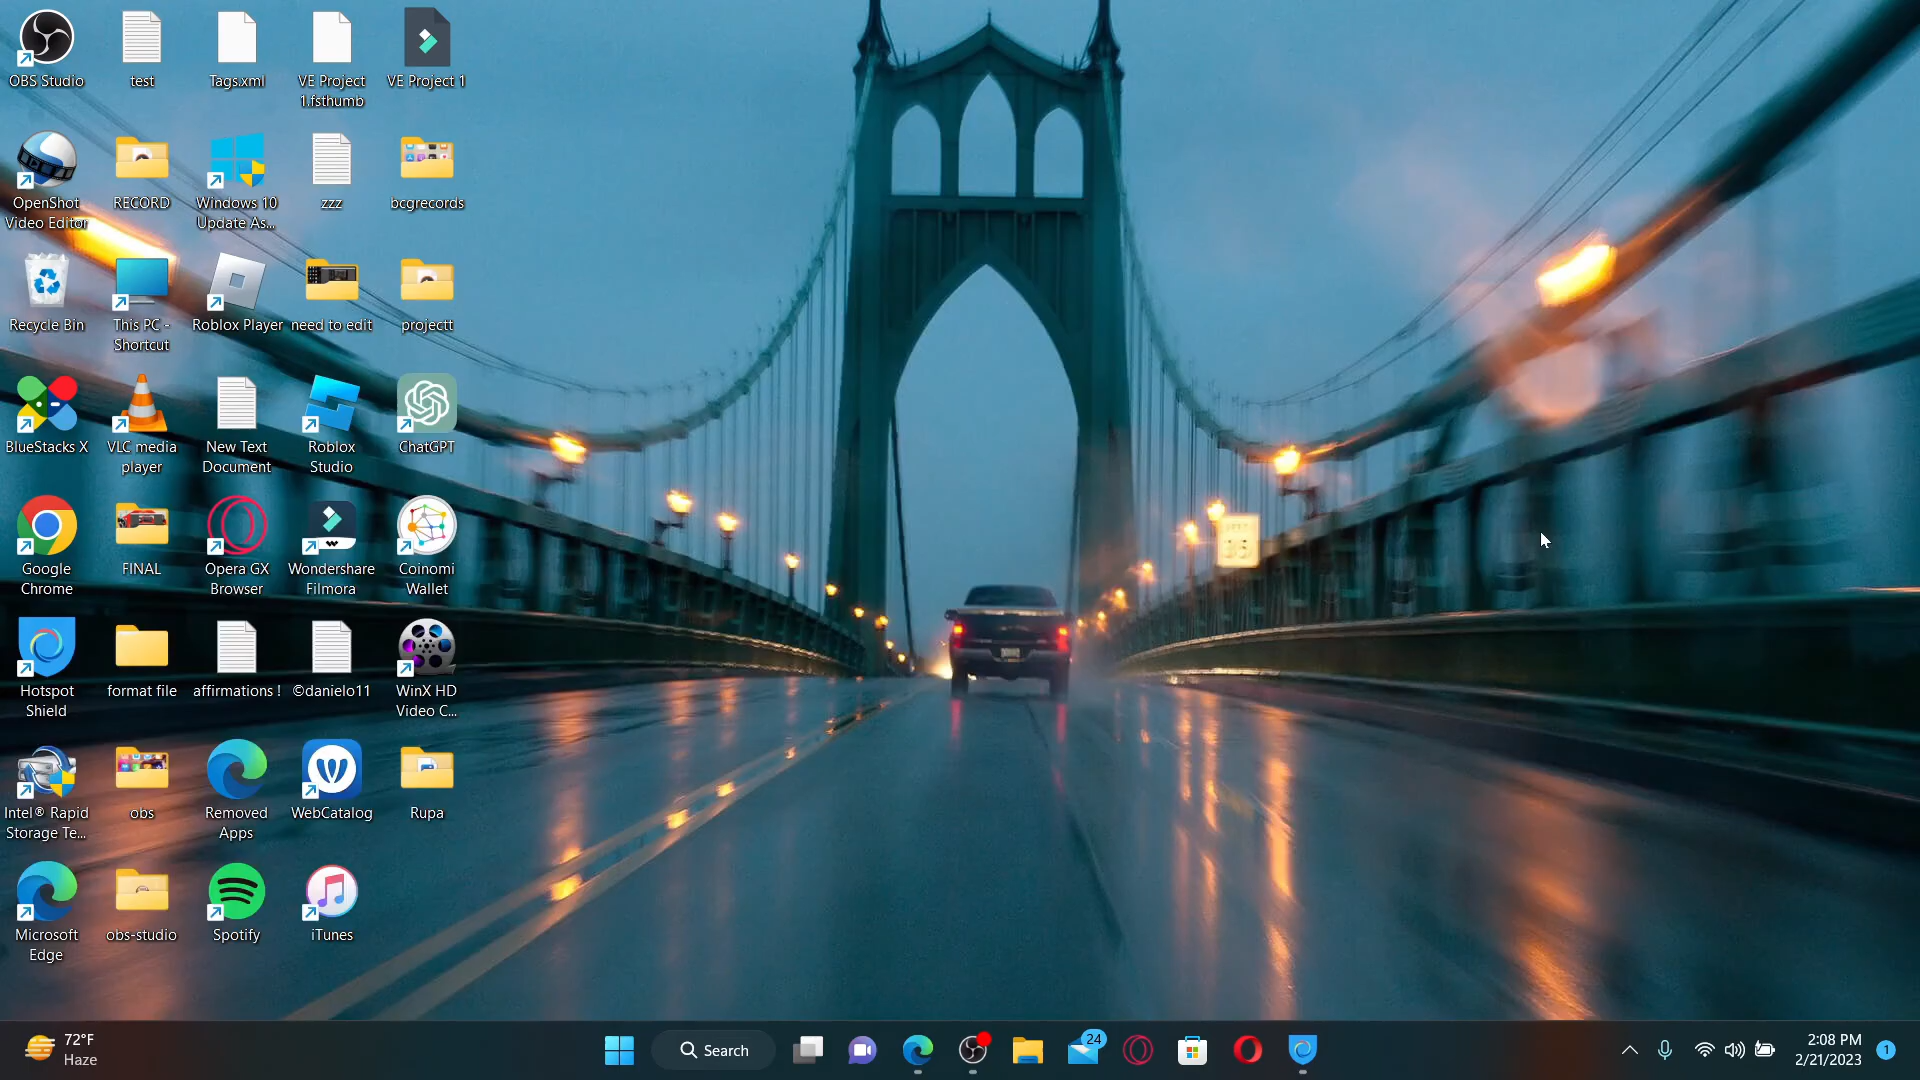 OBS Studio
test
Tags.xml
VE Project
1.fsthumb
VE Project 1
OpenShot
Video Editor
RECORD
Windows 10
Update As...
zzz
bcgrecords
Recycle Bin
This PC -
Shortcut
Roblox Player
need to edit
projectt
BlueStacks X
VLC media
player
New Text
Document
Roblox
Studio
ChatGPT
Google
Chrome
FINAL
Opera GX
Browser
Wondershare
Filmora
Coinomi
Wallet
Hotspot
Shield
format file
affirmations !
©danielo11
WinX HD
Video C...
Intel® Rapid
Storage Te...
obs
Removed
Apps
WebCatalog
Rupa
Microsoft
Edge
obs-studio
Spotify
iTunes
72°F
Haze
Search
24
2:08 PM
2/21/2023
1